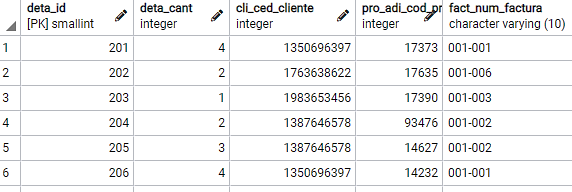 deta_id deta_cant cli_ced_cliente pro_adi_cod_pr fact_num_factura
[PK] smallint integer integer integer character varying (10)
1 201 4 1350696397 17373 001-001
2 202 2 1763638622 17635 001-006
3 203 1 1983653456 17390 001-003
4 204 2 1387646578 93476 001-002
5 205 3 1387646578 14627 001-002
6 206 4 1350696397 14232 001-001